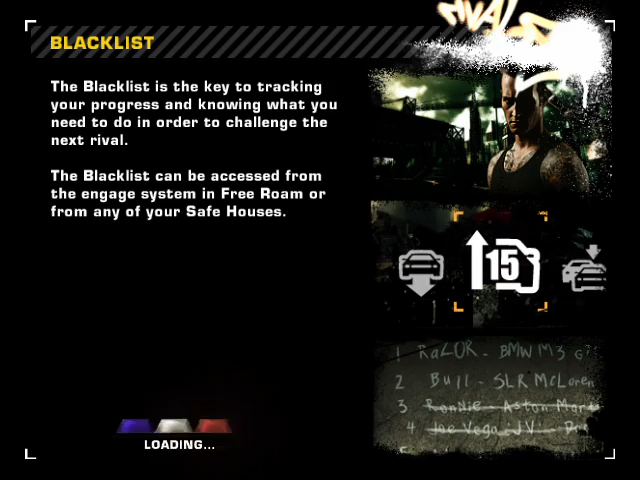 RIVAL
BLACKLIST
The Blacklist is the key to tracking
your progress and knowing what you
need to do in order to challenge the
next rival.
The Blacklist can be accessed from
the engage system in Free Roam or
from any of your Safe Houses.
15
1 RaZOR - BMW M3 G
2 Bull - SLR McLaren
3 RonNie - Aston Mart
4 Joe Vega JV
LOADING...